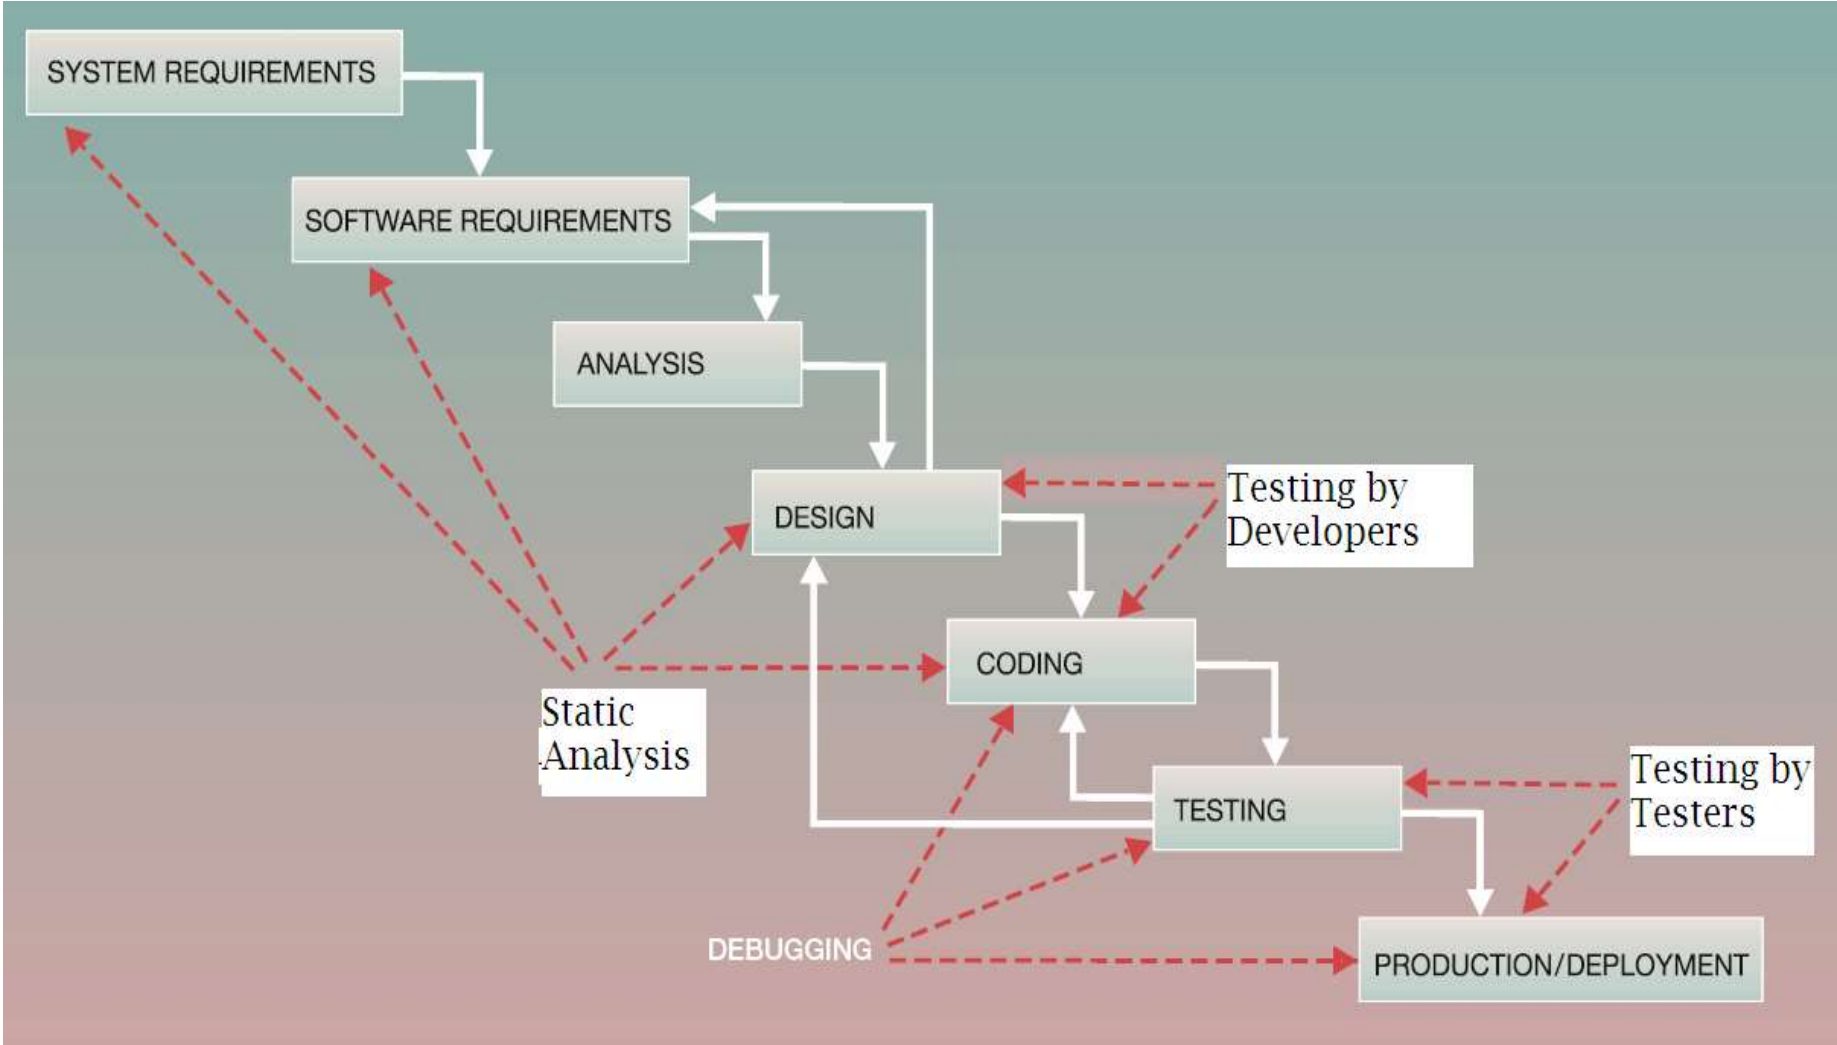 SYSTEM REQUIREMENTS
SOFTWARE REQUIREMENTS
ANALYSIS
DESIGN
Testing by
Developers
CODING
Static
Analysis
TESTING
Testing by
Testers
DEBUGGING
PRODUCTION/DEPLOYMENT